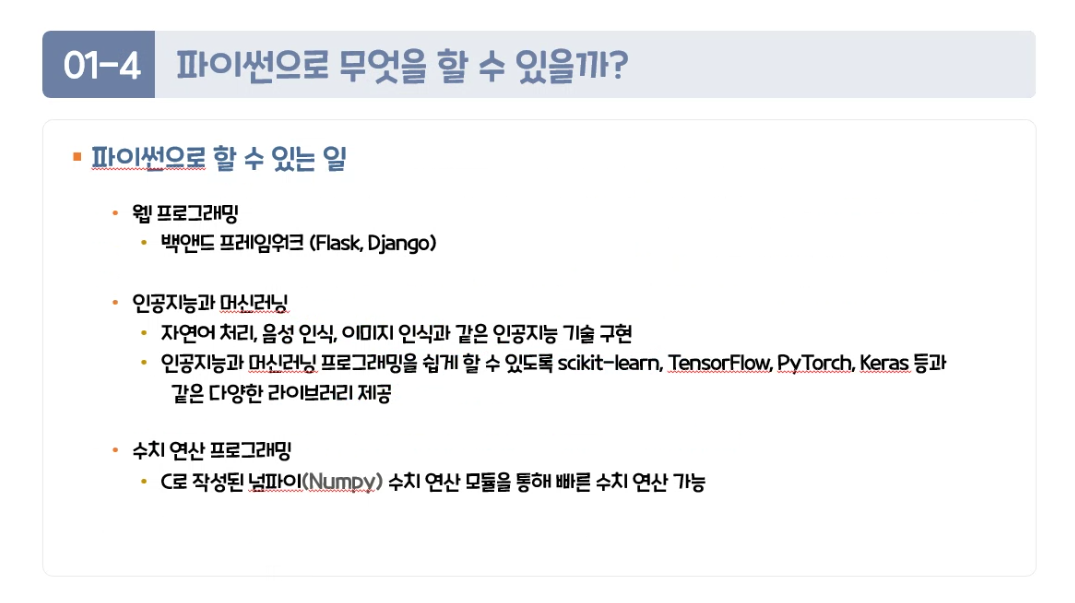 01-4 파이썬으로 무엇을 할 수 있을까?
파이썬으로 할 수 있는 일
웹 프로그래밍
백앤드 프레임워크 (Flask, Django)
인공지능과 머신러닝
자연어 처리, 음성 인식, 이미지 인식과 같은 인공지능 기술 구현
인공지능과 머신러닝 프로그래밍을 쉽게 할 수 있도록 scikit-learn, TensorFlow, PyTorch, Keras 등과
같은 다양한 라이브러리 제공
수치 연산 프로그래밍
C로 작성된 넘파이(Numpy) 수치 연산 모듈을 통해 빠른 수치 연산 가능